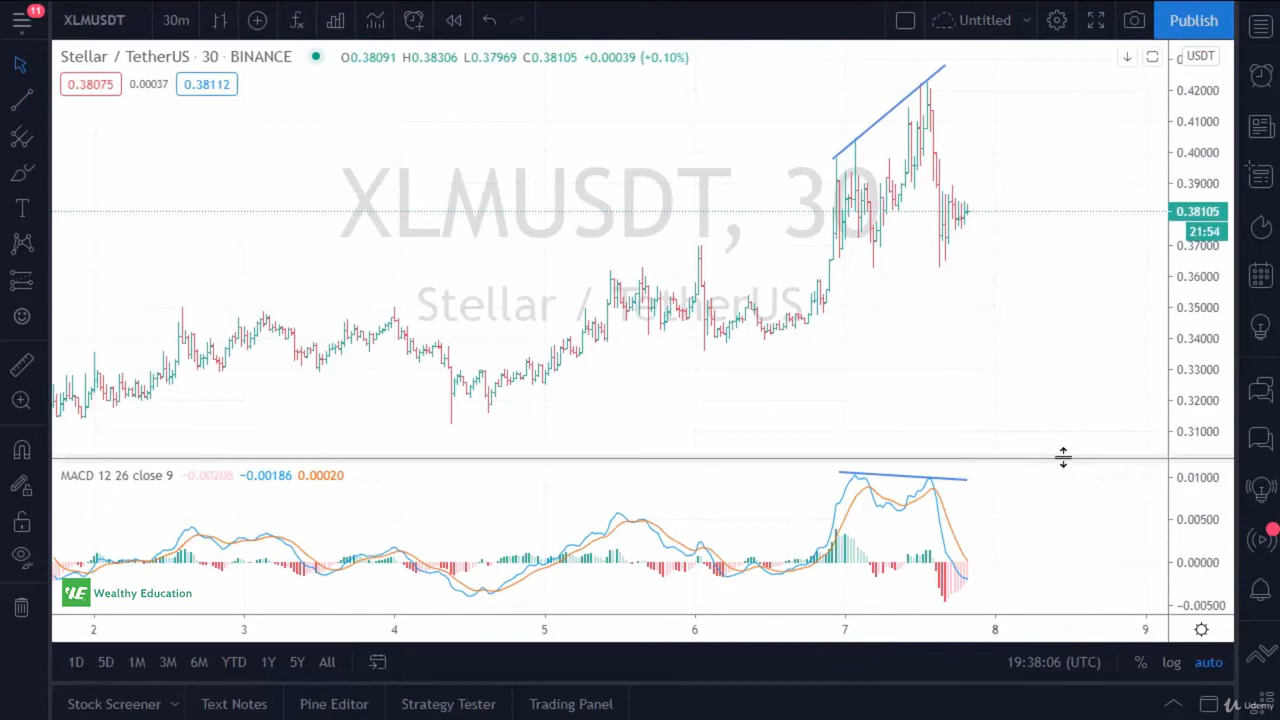 11
XLMUSDT 30m Untitled Publish
Stellar / TetherUS · 30 · BINANCE O0.38091 H0.38306 L0.37969 C0.38105 +0.00039 (+0.10%) USDT
0.38075 0.00037 0.38112
0.42000
0.41000
0.40000
XLMUSDT, 30
0.39000
0.38105
21:54
0.37000
0.36000
Stellar / TetherUS
0.35000
0.34000
0.33000
0.32000
0.31000
MACD 12 26 close 9 −0.00206 −0.00186 0.00020
0.01000
0.00500
0.00000
Wealthy Education
−0.00500
2 3 4 5 6 7 8 9
1D 5D 1M 3M 6M YTD 1Y 5Y All 19:38:06 (UTC) % log auto
Stock Screener Text Notes Pine Editor Strategy Tester Trading Panel
Udemy